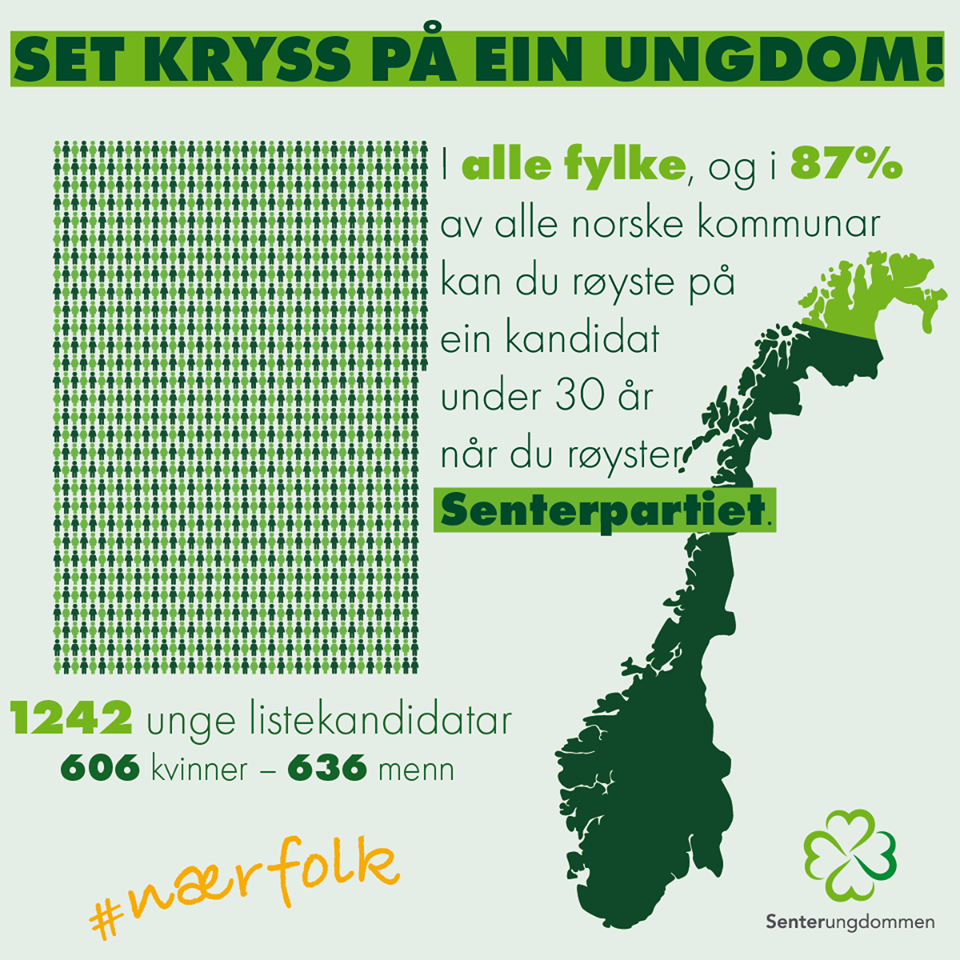 SET KRYSS PÅ EIN UNGDOM!
I alle fylke, og i 87%
av alle norske kommunar
kan du røyste på
ein kandidat
under 30 år
når du røyster
Senterpartiet.
1242 unge listekandidatar
606 kvinner – 636 menn
#nærfolk
Senterungdommen